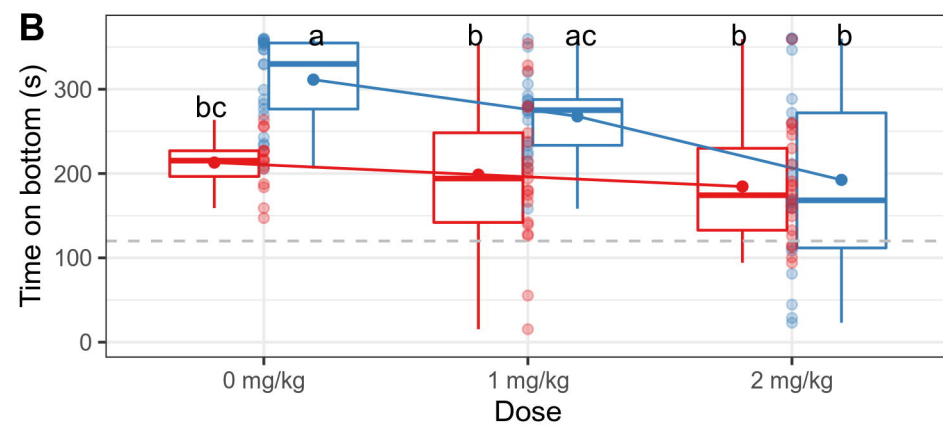 B
a
b
ac
b
b
bc
Time on bottom (s)
300
200
100
0
0 mg/kg
1 mg/kg
2 mg/kg
Dose